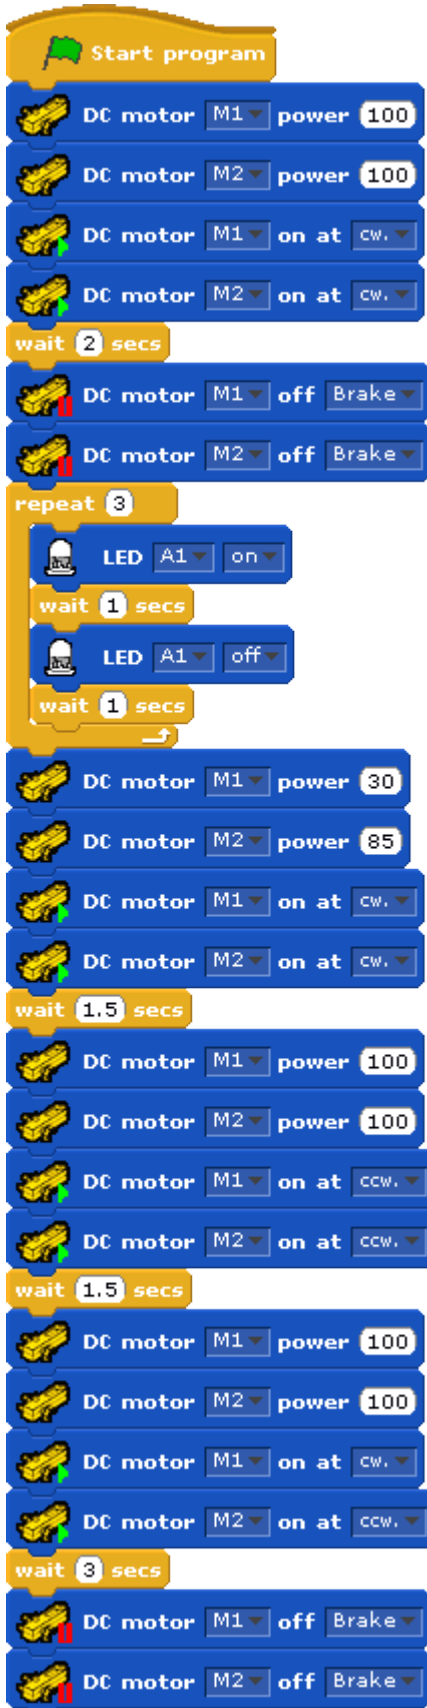 Start program
DC motor M1 power 100
DC motor M2 power 100
DC motor M1 on at cw.
DC motor M2 on at cw.
wait 2 secs
DC motor M1 off Brake
DC motor M2 off Brake
repeat 3
LED A1 on
wait 1 secs
LED A1 off
wait 1 secs
DC motor M1 power 30
DC motor M2 power 85
DC motor M1 on at cw.
DC motor M2 on at cw.
wait 1.5 secs
DC motor M1 power 100
DC motor M2 power 100
DC motor M1 on at ccw.
DC motor M2 on at ccw.
wait 1.5 secs
DC motor M1 power 100
DC motor M2 power 100
DC motor M1 on at cw.
DC motor M2 on at ccw.
wait 3 secs
DC motor M1 off Brake
DC motor M2 off Brake